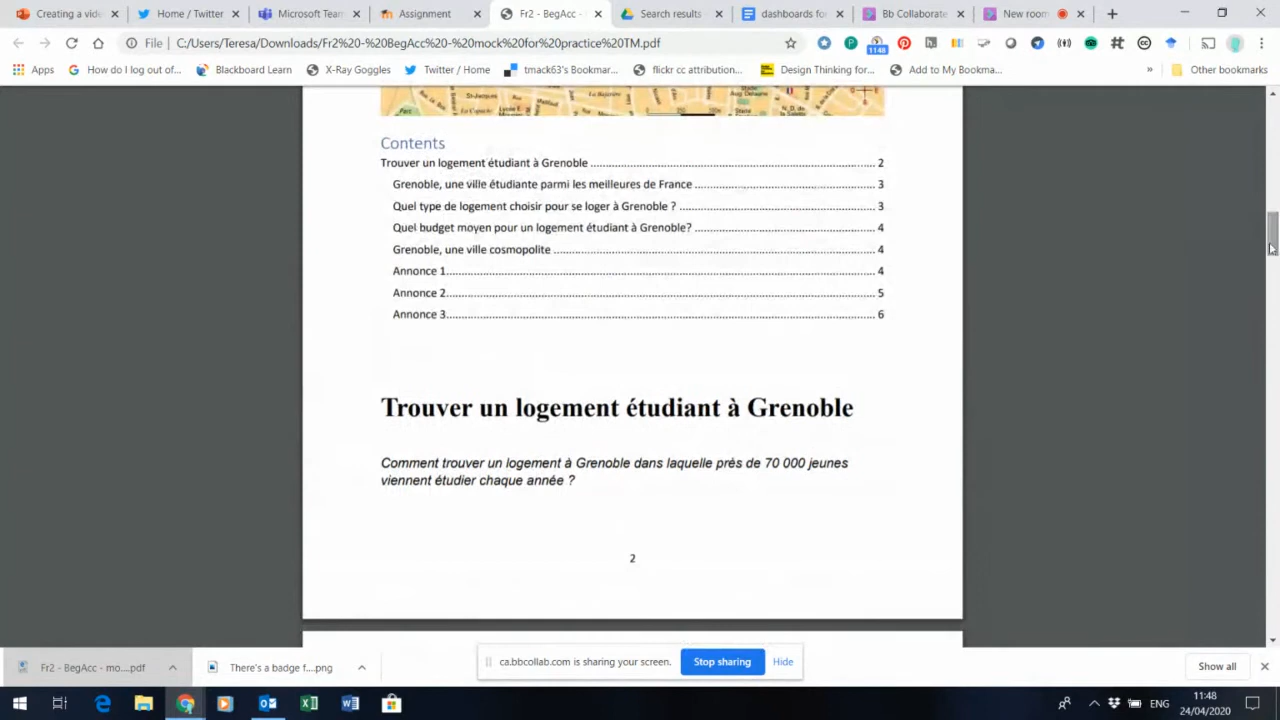 Creating a video
Home / Twitter
Microsoft Team
Assignment
Fr2 - BegAcc -
Search results
dashboards fo
Bb Collaborate
New room
File
C:/Users/Teresa/Downloads/Fr2%20-%20BegAcc%20-%20mock%20for%20practice%20TM.pdf
1148
Apps
How do I log out of...
Blackboard Learn
X-Ray Goggles
Twitter / Home
tmack63's Bookmar...
flickr cc attribution...
Design Thinking for...
Add to My Bookma...
»
Other bookmarks
Contents
Trouver un logement étudiant à Grenoble 2
Grenoble, une ville étudiante parmi les meilleures de France 3
Quel type de logement choisir pour se loger à Grenoble ? 3
Quel budget moyen pour un logement étudiant à Grenoble? 4
Grenoble, une ville cosmopolite 4
Annonce 1 4
Annonce 2 5
Annonce 3 6
Trouver un logement étudiant à Grenoble
Comment trouver un logement à Grenoble dans laquelle près de 70 000 jeunes
viennent étudier chaque année ?
2
Fr2 - BegAcc - mo....pdf
There's a badge f....png
ca.bbcollab.com is sharing your screen.
Stop sharing
Hide
Show all
ENG
11:48
24/04/2020